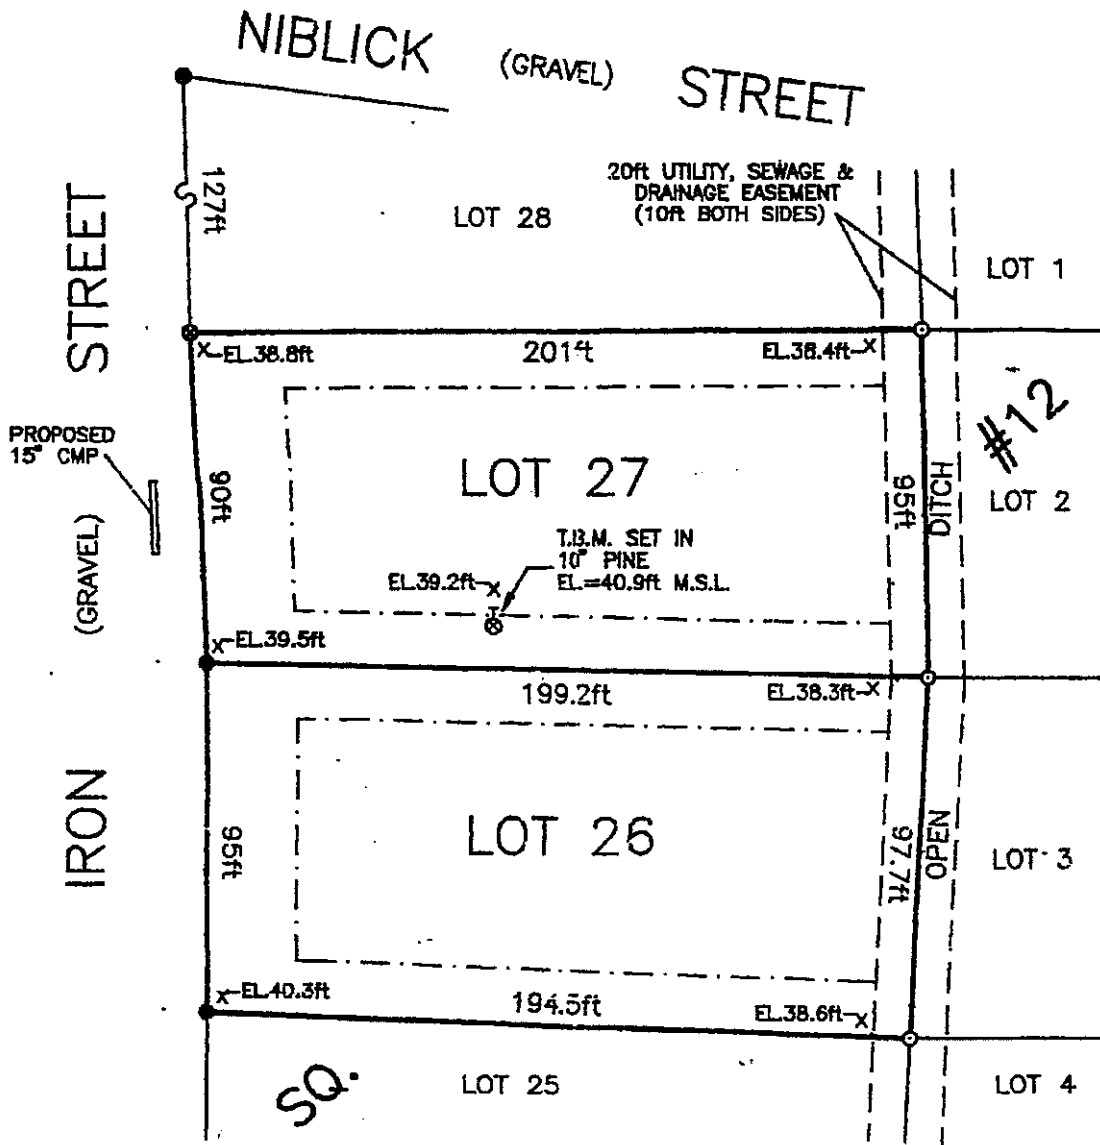 NIBLICK (GRAVEL) STREET
127ft
STREET
LOT 28
20ft UTILITY, SEWAGE &
DRAINAGE EASEMENT
(10ft BOTH SIDES)
LOT 1
EL.38.8ft
201ft
EL.38.4ft
#12
PROPOSED
15" CMP
90ft
LOT 27
95ft
DITCH
LOT 2
(GRAVEL)
T.B.M. SET IN
10" PINE
EL.=40.9ft M.S.L.
EL.39.2ft
EL.39.5ft
199.2ft
EL.38.3ft
IRON
95ft
LOT 26
97.7ft
OPEN
LOT 3
EL.40.3ft
194.5ft
EL.38.6ft
SQ.
LOT 25
LOT 4